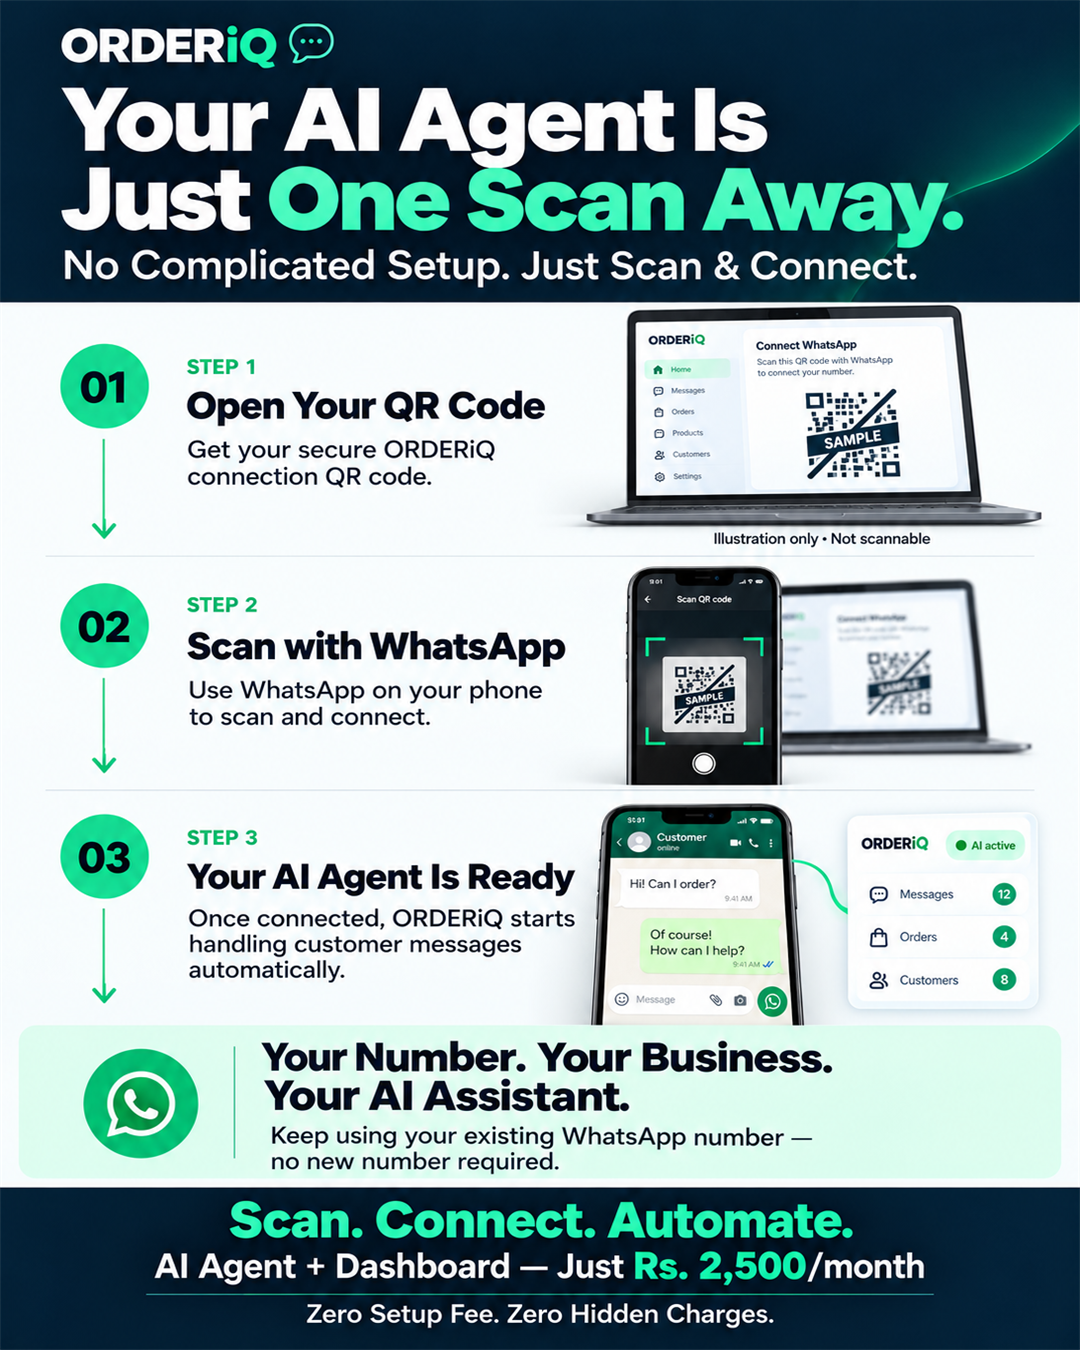 ORDERiQ
Your AI Agent Is
Just One Scan Away.
No Complicated Setup. Just Scan & Connect.
01
STEP 1
Open Your QR Code
Get your secure ORDERiQ
connection QR code.
ORDERiQ
Home
Messages
Orders
Products
Customers
Settings
Connect WhatsApp
Scan this QR code with WhatsApp
to connect your number.
SAMPLE
Illustration only • Not scannable
02
STEP 2
Scan with WhatsApp
Use WhatsApp on your phone
to scan and connect.
Scan QR code
SAMPLE
Connect WhatsApp
SAMPLE
03
STEP 3
Your AI Agent Is Ready
Once connected, ORDERiQ starts
handling customer messages
automatically.
Customer
online
Hi! Can I order?
9:41 AM
Of course!
How can I help?
9:41 AM
Message
ORDERiQ
AI active
Messages 12
Orders 4
Customers 8
Your Number. Your Business.
Your AI Assistant.
Keep using your existing WhatsApp number —
no new number required.
Scan. Connect. Automate.
AI Agent + Dashboard — Just Rs. 2,500/month
Zero Setup Fee. Zero Hidden Charges.